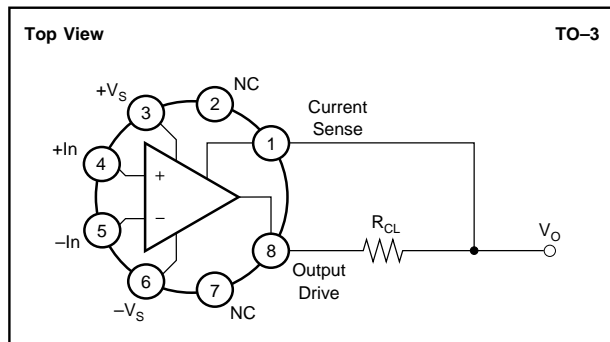 Top View
TO–3
NC
+VS
3
2
Current
Sense
1
+In
4
+
–
5
–In
RCL
VO
8
Output
Drive
6
7
–VS
NC